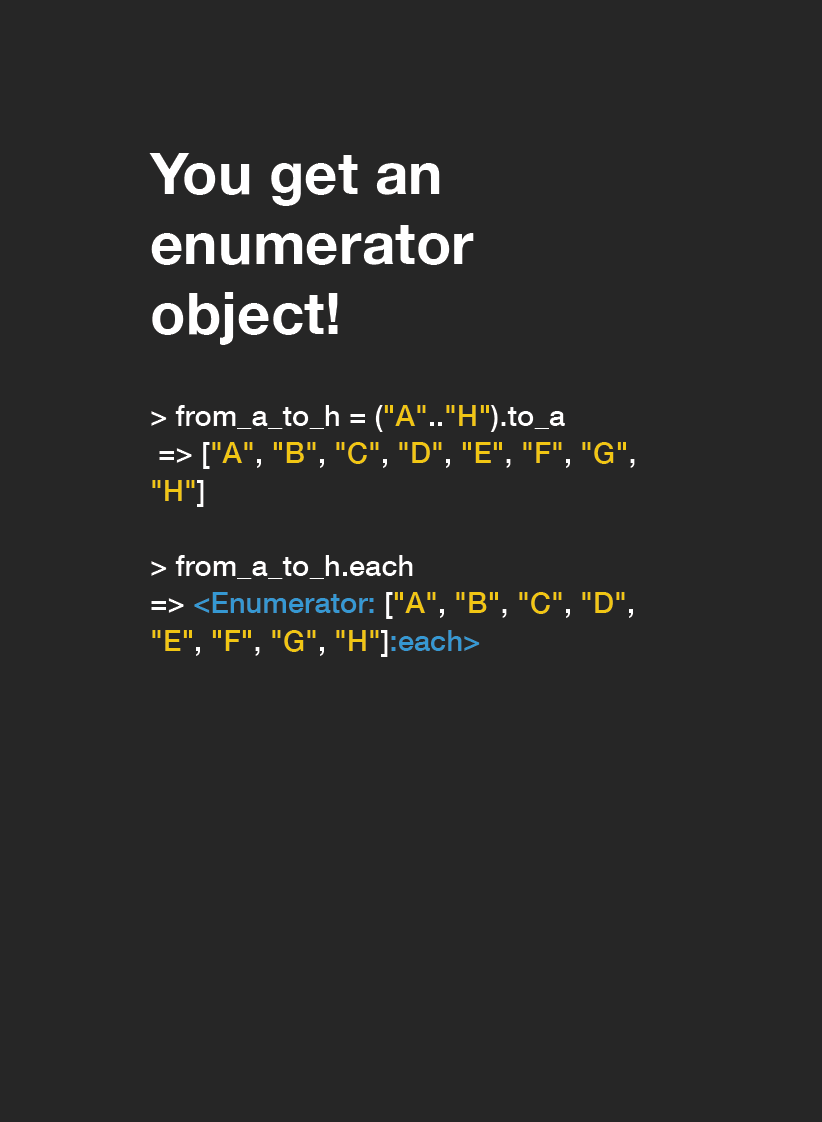 You get an
enumerator
object!
> from_a_to_h = ("A".."H").to_a
=> ["A", "B", "C", "D", "E", "F", "G",
"H"]
> from_a_to_h.each
=> <Enumerator: ["A", "B", "C", "D",
"E", "F", "G", "H"]:each>